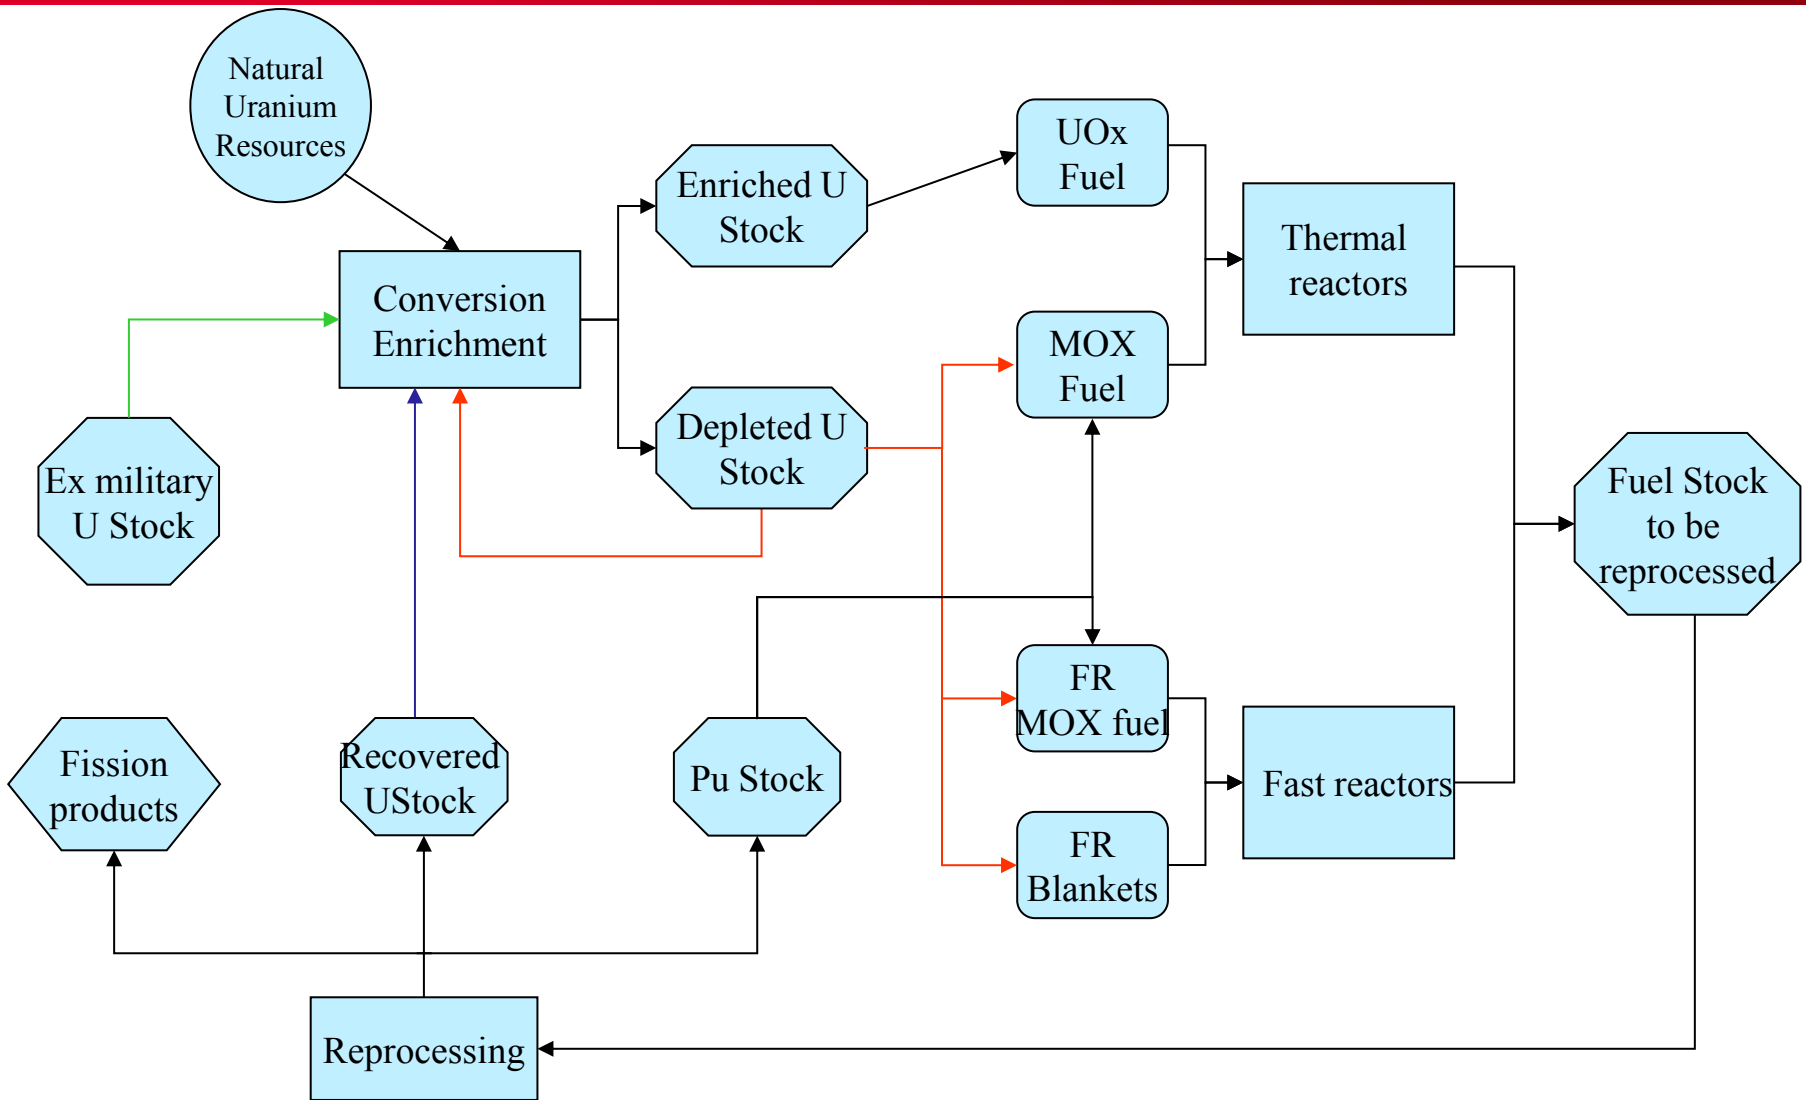 Natural
Uranium
Resources
UOx
Fuel
Enriched U
Stock
Thermal
reactors
Conversion
Enrichment
MOX
Fuel
Depleted U
Stock
Ex military
U Stock
Fuel Stock
to be
reprocessed
FR
MOX fuel
Fission
products
Recovered
UStock
Pu Stock
Fast reactors
FR
Blankets
Reprocessing